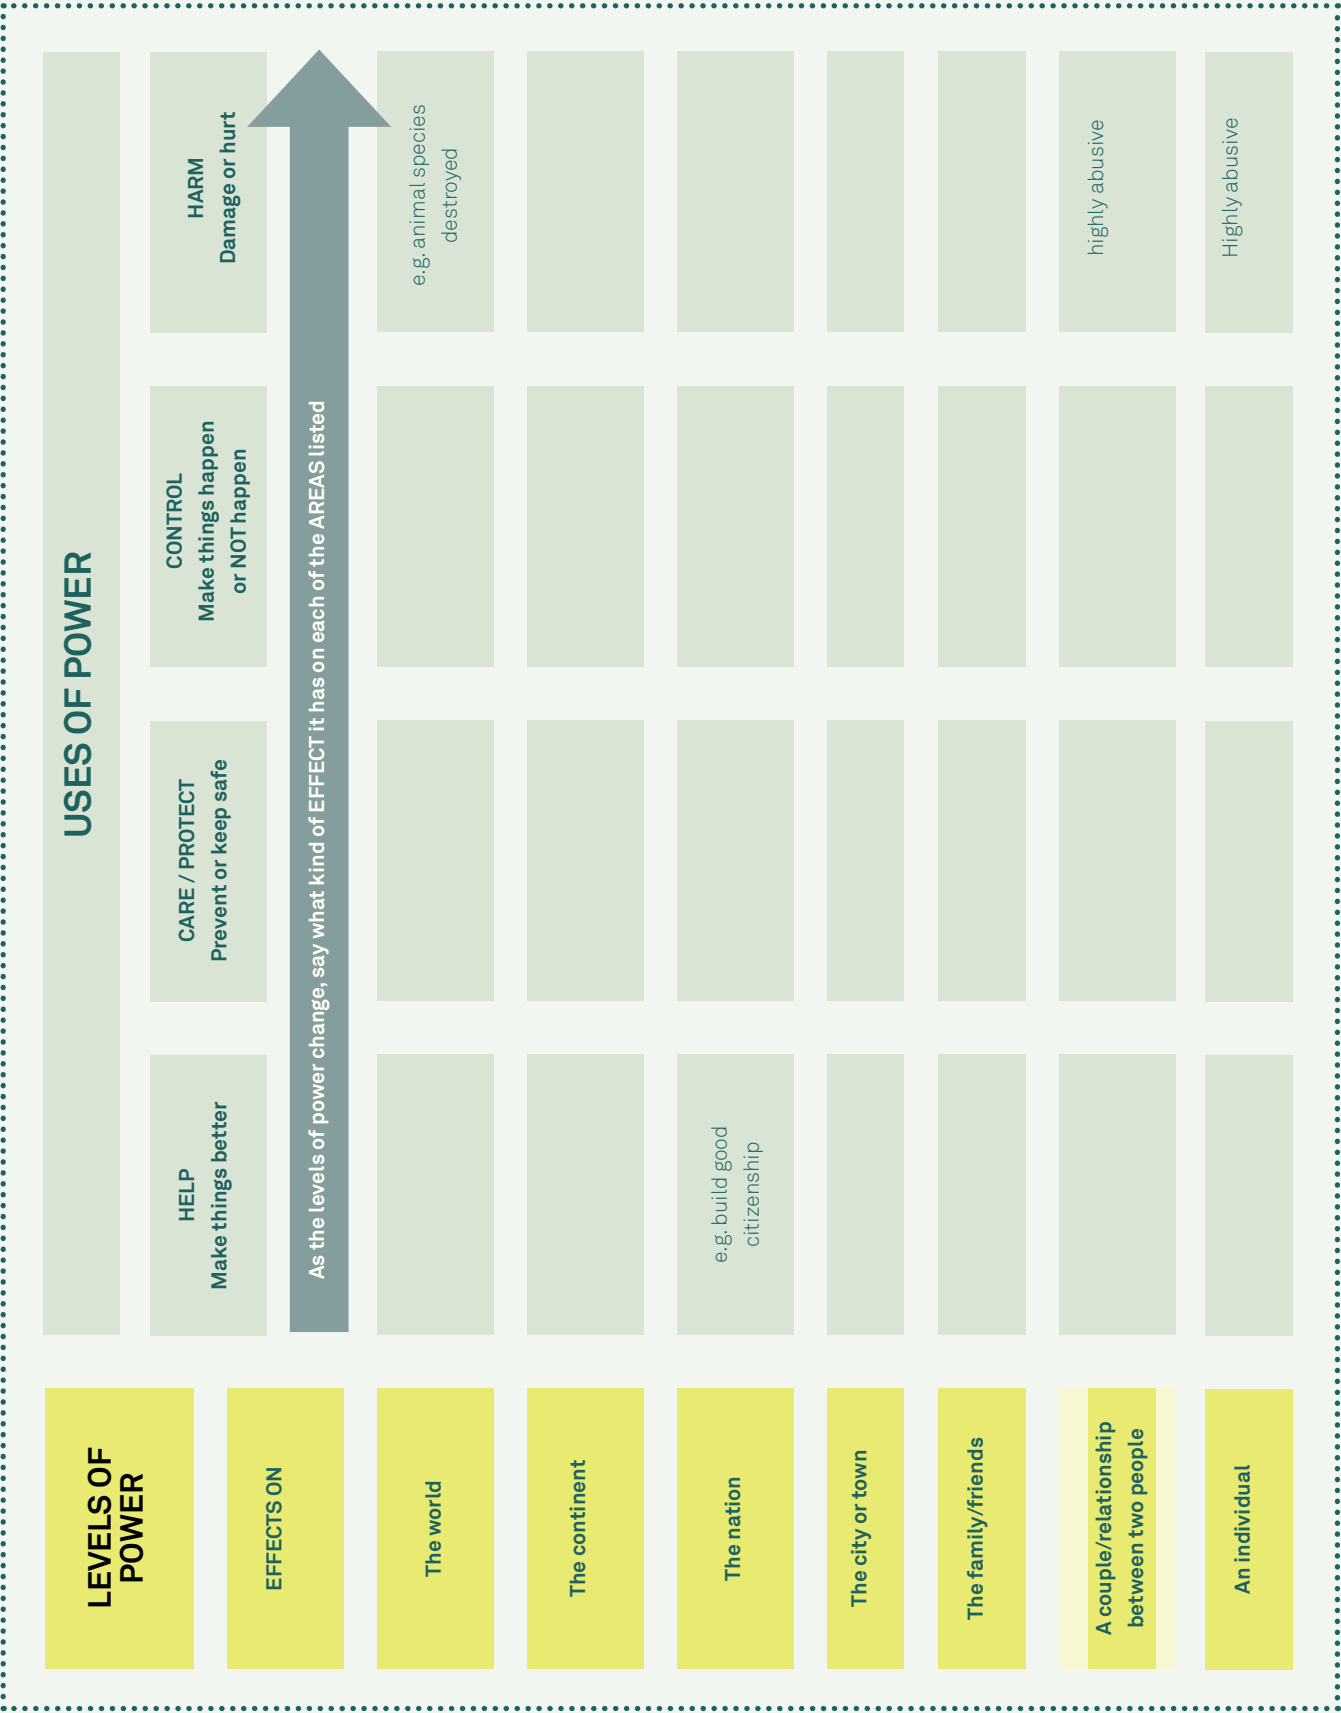 LEVELS OF
POWER
USES OF POWER
EFFECTS ON
HELP
Make things better
CARE / PROTECT
Prevent or keep safe
CONTROL
Make things happen
or NOT happen
HARM
Damage or hurt
As the levels of power change, say what kind of EFFECT it has on each of the AREAS listed
The world
e.g. animal species
destroyed
The continent
The nation
e.g. build good
citizenship
The city or town
The family/friends
A couple/relationship
between two people
highly abusive
An individual
Highly abusive